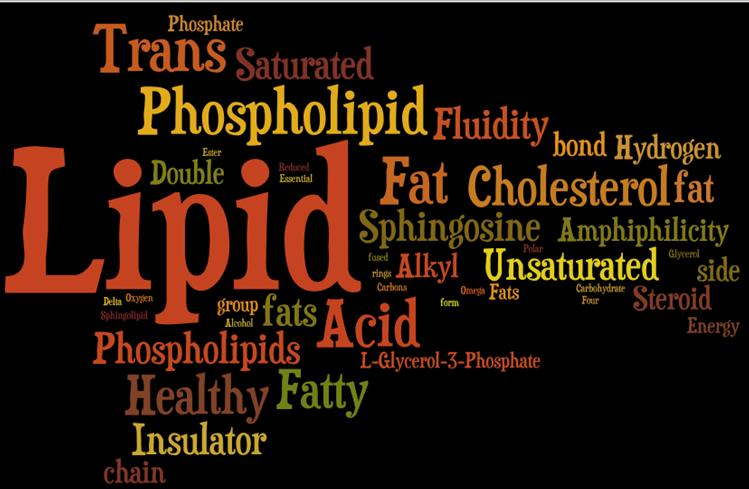 Phosphate
Trans Saturated
Phospholipid Fluidity
bond Hydrogen
Ester
Double
Reduced
Essential
Lipid
Fat Cholesterol fat
Sphingosine Amphiphilicity
Polar
fused
rings
Alkyl
Unsaturated
Glycerol
side
Carbons
Omega
Fats
form
Carbohydrate
Four
Steroid
Energy
Delta Oxygen
Sphingolipid
group
Alcohol
fats
Acid
Phospholipids
L-Glycerol-3-Phosphate
Healthy Fatty
Insulator
chain